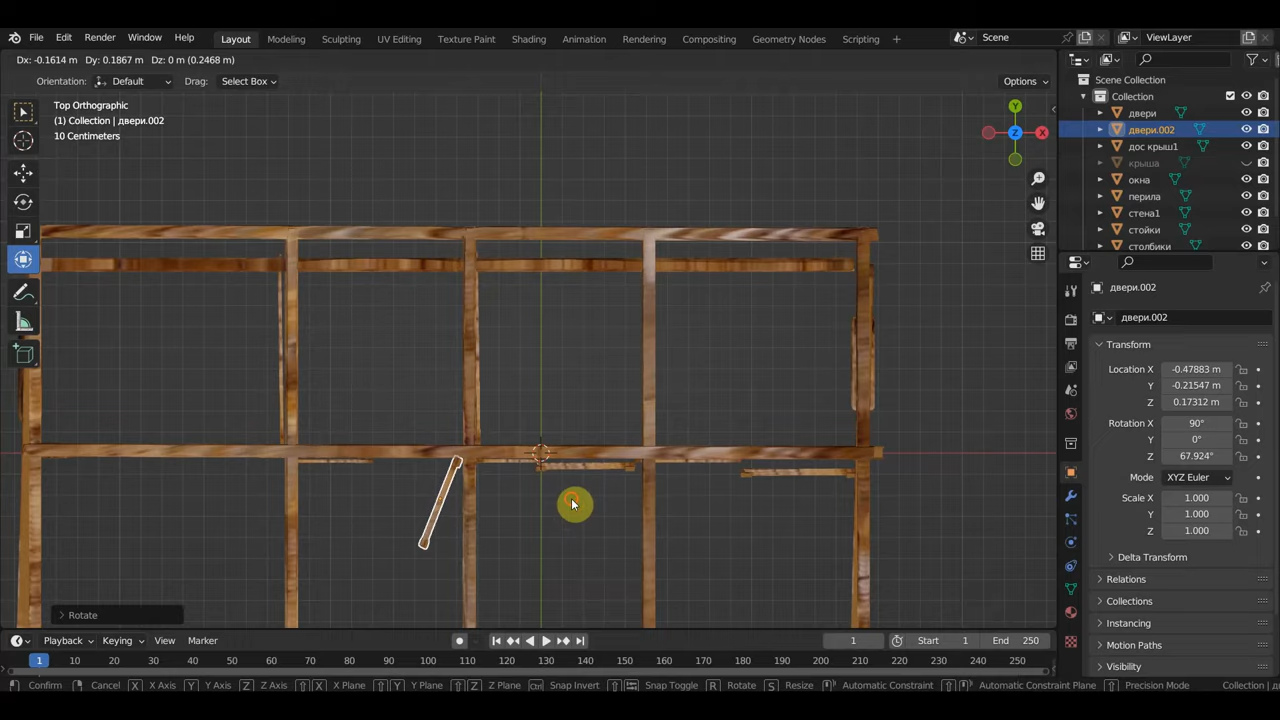 File Edit Render Window Help Layout Modeling Sculpting UV Editing Texture Paint Shading Animation Rendering Compositing Geometry Nodes Scripting + Scene ViewLayer
Dx: -0.1614 m Dy: 0.1867 m Dz: 0 m (0.2468 m)
Orientation: Default Drag: Select Box Options
Top Orthographic
(1) Collection | двери.002
10 Centimeters
Y
X
Z
Scene Collection
Collection
двери
двери.002
дос крыш1
крыша
окна
перила
стена1
стойки
столбики
двери.002
двери.002
Transform
Location X -0.47883 m
Y -0.21547 m
Z 0.17312 m
Rotation X 90°
Y 0°
Z 67.924°
Mode XYZ Euler
Scale X 1.000
Y 1.000
Z 1.000
Delta Transform
Relations
Collections
Instancing
Motion Paths
Visibility
Rotate
Playback Keying View Marker 1 Start 1 End 250
1 10 20 30 40 50 60 70 80 90 100 110 120 130 140 150 160 170 180 190 200 210 220 230 240 250
Confirm Cancel X X Axis Y Y Axis Z Z Axis X X Plane Y Y Plane Z Z Plane Ctrl Snap Invert Snap Toggle R Rotate S Resize Automatic Constraint Automatic Constraint Plane Precision Mode